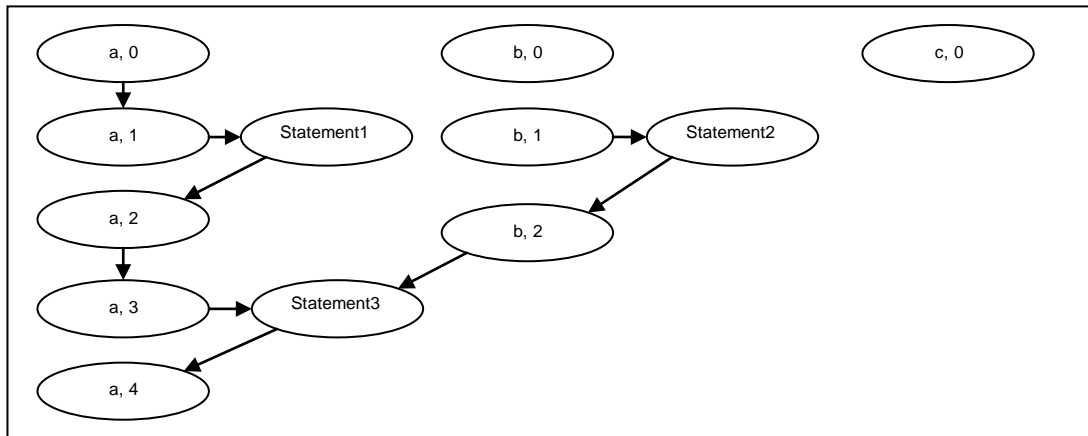 a, 0
b, 0
c, 0
a, 1
Statement1
b, 1
Statement2
a, 2
b, 2
a, 3
Statement3
a, 4